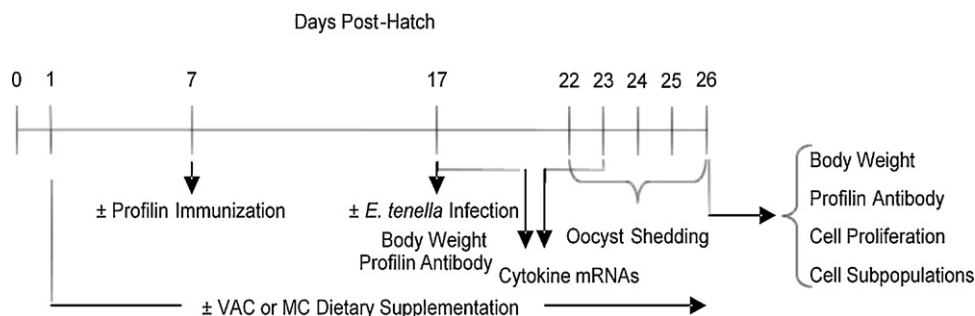 Days Post-Hatch
0 1 7 17 22 23 24 25 26
± Profilin Immunization
± E. tenella Infection
Body Weight
Profilin Antibody
Cytokine mRNAs
Oocyst Shedding
Body Weight
Profilin Antibody
Cell Proliferation
Cell Subpopulations
± VAC or MC Dietary Supplementation